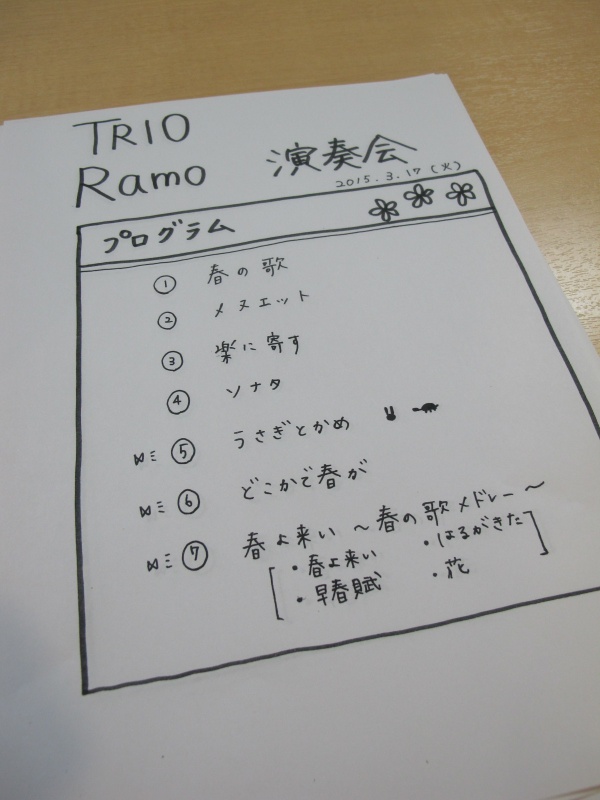 TRIO
Ramo 演奏会
2015.3.17(火)
プログラム
① 春の歌
② メヌエット
③ 楽に寄す
④ ソナタ
⑤ うさぎとかめ
⑥ どこかで春が
⑦ 春よ来い ～春の歌メドレー～
・春よ来い ・はるがきた
・早春賦 ・花